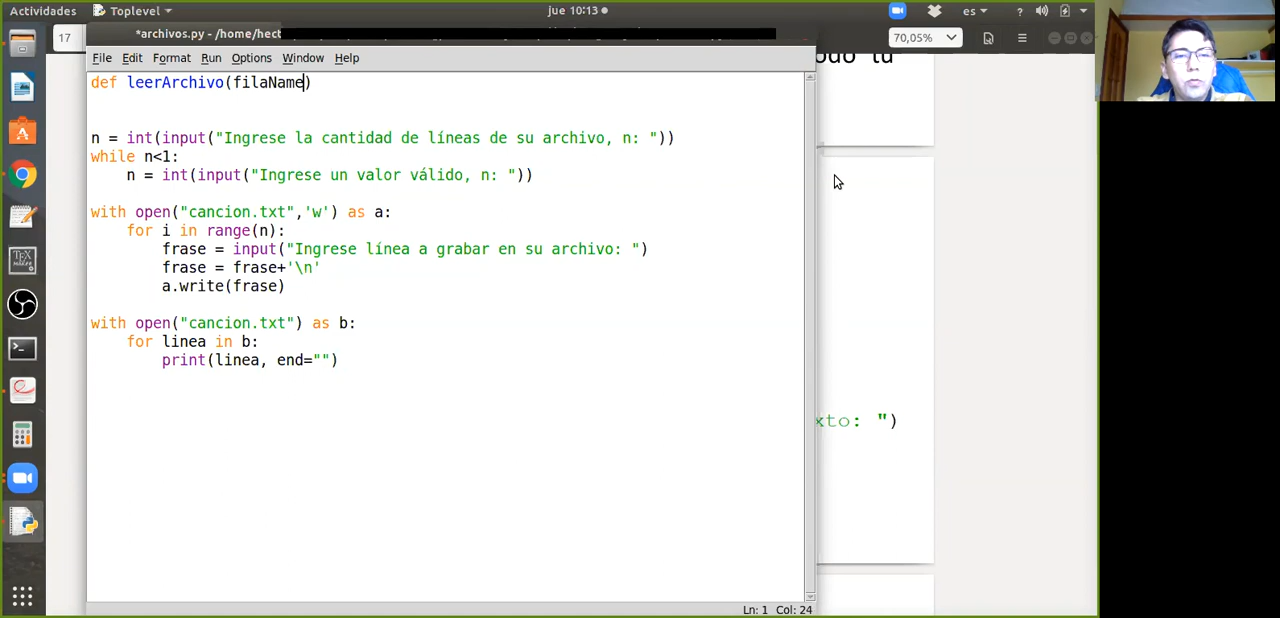 Actividades
Toplevel
jue 10:13
es
?
*archivos.py - /home/hect
17
70,05%
odo tu
File Edit Format Run Options Window Help
def leerArchivo(filaName)
n = int(input("Ingrese la cantidad de líneas de su archivo, n: "))
while n<1:
    n = int(input("Ingrese un valor válido, n: "))
with open("cancion.txt",'w') as a:
    for i in range(n):
        frase = input("Ingrese línea a grabar en su archivo: ")
        frase = frase+'\n'
        a.write(frase)
with open("cancion.txt") as b:
    for linea in b:
        print(linea, end="")
xto: ")
TEX
Ln: 1 Col: 24